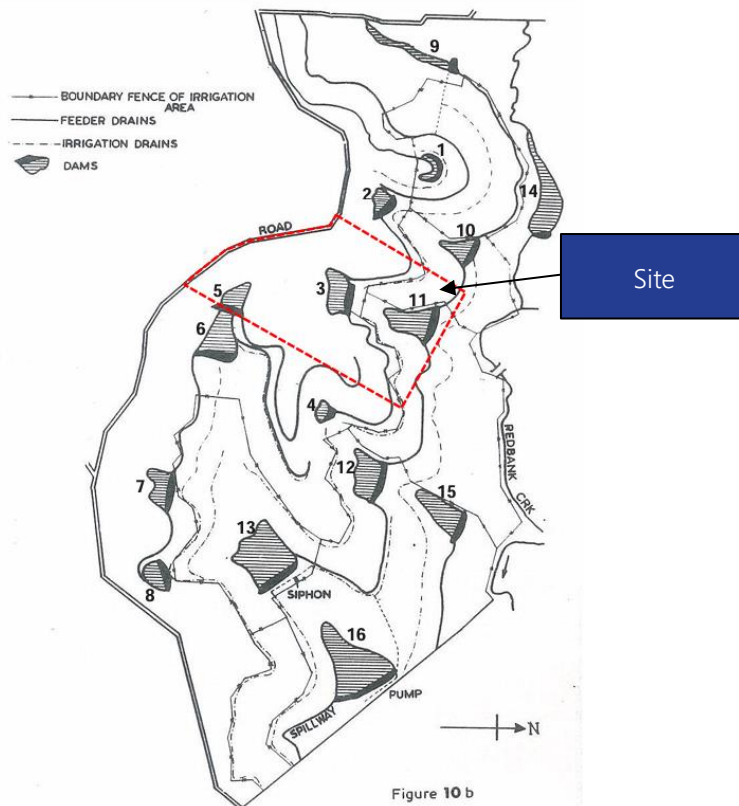 BOUNDARY FENCE OF IRRIGATION
AREA
FEEDER DRAINS
IRRIGATION DRAINS
DAMS
9
1
2
14
ROAD
10
Site
3
5
11
6
4
REDBANK
CRK
12
7
15
13
8
SIPHON
16
PUMP
SPILLWAY
N
Figure 10 b